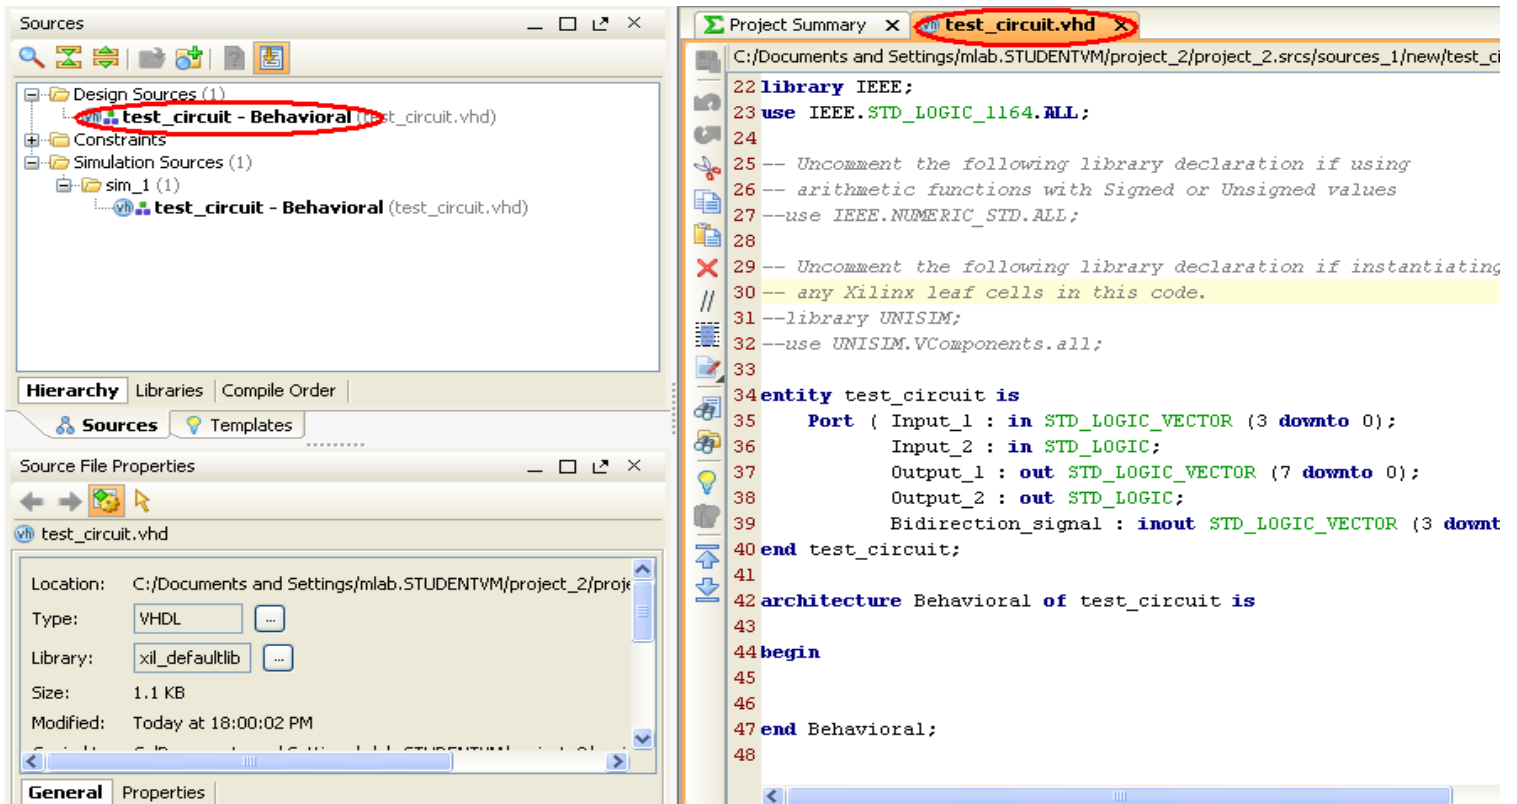 Sources
Design Sources (1)
test_circuit - Behavioral (test_circuit.vhd)
Constraints
Simulation Sources (1)
sim_1 (1)
test_circuit - Behavioral (test_circuit.vhd)
Hierarchy Libraries Compile Order
Sources Templates
Source File Properties
test_circuit.vhd
Location: C:/Documents and Settings/mlab.STUDENTVM/project_2/proje
Type: VHDL ...
Library: xil_defaultlib ...
Size: 1.1 KB
Modified: Today at 18:00:02 PM
General Properties
Project Summary test_circuit.vhd
C:/Documents and Settings/mlab.STUDENTVM/project_2/project_2.srcs/sources_1/new/test_ci
22 library IEEE;
23 use IEEE.STD_LOGIC_1164.ALL;
24
25 -- Uncomment the following library declaration if using
26 -- arithmetic functions with Signed or Unsigned values
27 --use IEEE.NUMERIC_STD.ALL;
28
29 -- Uncomment the following library declaration if instantiating
30 -- any Xilinx leaf cells in this code.
31 --library UNISIM;
32 --use UNISIM.VComponents.all;
33
34 entity test_circuit is
35 Port ( Input_1 : in STD_LOGIC_VECTOR (3 downto 0);
36 Input_2 : in STD_LOGIC;
37 Output_1 : out STD_LOGIC_VECTOR (7 downto 0);
38 Output_2 : out STD_LOGIC;
39 Bidirection_signal : inout STD_LOGIC_VECTOR (3 downt
40 end test_circuit;
41
42 architecture Behavioral of test_circuit is
43
44 begin
45
46
47 end Behavioral;
48